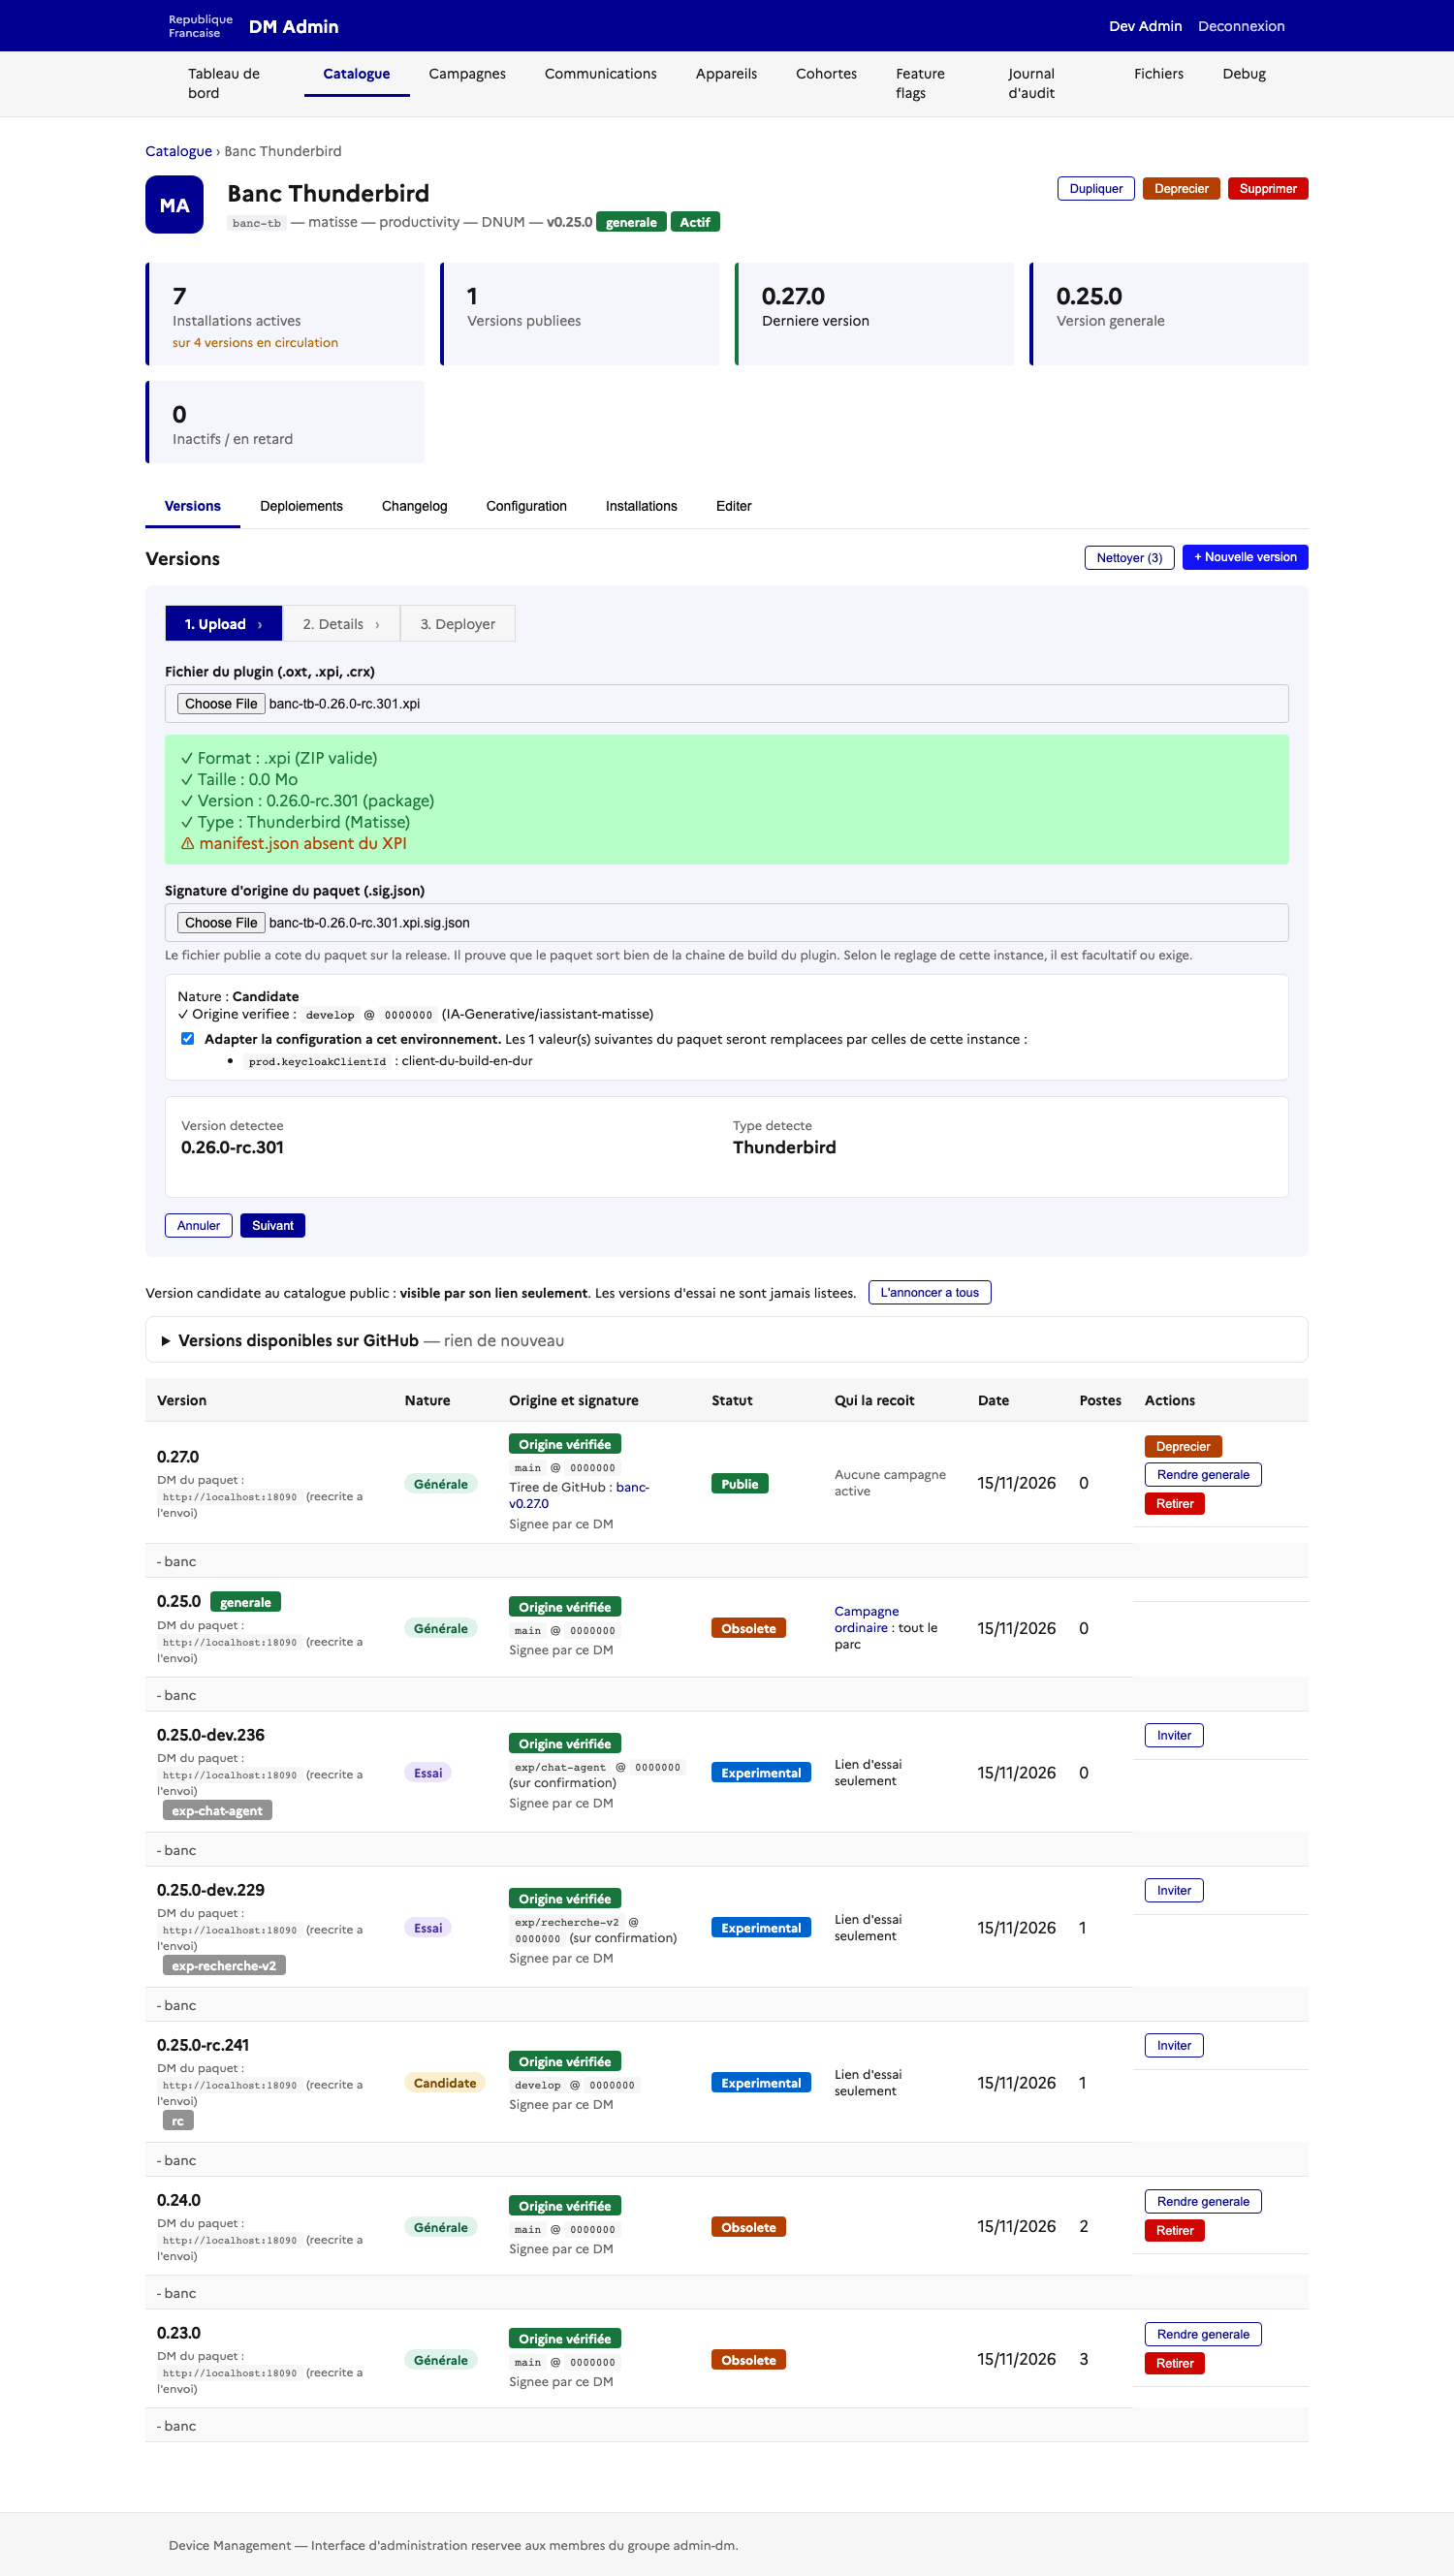 Republique
Francaise
DM Admin
Dev Admin
Deconnexion
Tableau de
bord
Catalogue
Campagnes
Communications
Appareils
Cohortes
Feature
flags
Journal
d'audit
Fichiers
Debug
Catalogue › Banc Thunderbird
MA
Banc Thunderbird
banc-tb — matisse — productivity — DNUM — v0.25.0 generale Actif
Dupliquer
Deprecier
Supprimer
7
Installations actives
sur 4 versions en circulation
1
Versions publiees
0.27.0
Derniere version
0.25.0
Version generale
0
Inactifs / en retard
Versions
Deploiements
Changelog
Configuration
Installations
Editer
Versions
Nettoyer (3)
+ Nouvelle version
1. Upload ›
2. Details ›
3. Deployer
Fichier du plugin (.oxt, .xpi, .crx)
Choose File banc-tb-0.26.0-rc.301.xpi
✓ Format : .xpi (ZIP valide)
✓ Taille : 0.0 Mo
✓ Version : 0.26.0-rc.301 (package)
✓ Type : Thunderbird (Matisse)
⚠ manifest.json absent du XPI
Signature d'origine du paquet (.sig.json)
Choose File banc-tb-0.26.0-rc.301.xpi.sig.json
Le fichier publie a cote du paquet sur la release. Il prouve que le paquet sort bien de la chaine de build du plugin. Selon le reglage de cette instance, il est facultatif ou exige.
Nature : Candidate
✓ Origine verifiee : develop @ 0000000 (IA-Generative/iassistant-matisse)
Adapter la configuration a cet environnement. Les 1 valeur(s) suivantes du paquet seront remplacees par celles de cette instance :
• prod.keycloakClientId : client-du-build-en-dur
Version detectee
0.26.0-rc.301
Type detecte
Thunderbird
Annuler
Suivant
Version candidate au catalogue public : visible par son lien seulement. Les versions d'essai ne sont jamais listees.
L'annoncer a tous
▶ Versions disponibles sur GitHub — rien de nouveau
Version
Nature
Origine et signature
Statut
Qui la recoit
Date
Postes
Actions
0.27.0
DM du paquet :
http://localhost:18090 (reecrite a
l'envoi)
Générale
Origine vérifiée
main @ 0000000
Tiree de GitHub : banc-
v0.27.0
Signee par ce DM
Publie
Aucune campagne
active
15/11/2026
0
Deprecier
Rendre generale
Retirer
- banc
0.25.0 generale
DM du paquet :
http://localhost:18090 (reecrite a
l'envoi)
Générale
Origine vérifiée
main @ 0000000
Signee par ce DM
Obsolete
Campagne
ordinaire : tout le
parc
15/11/2026
0
- banc
0.25.0-dev.236
DM du paquet :
http://localhost:18090 (reecrite a
l'envoi)
exp-chat-agent
Essai
Origine vérifiée
exp/chat-agent @ 0000000
(sur confirmation)
Signee par ce DM
Experimental
Lien d'essai
seulement
15/11/2026
0
Inviter
- banc
0.25.0-dev.229
DM du paquet :
http://localhost:18090 (reecrite a
l'envoi)
exp-recherche-v2
Essai
Origine vérifiée
exp/recherche-v2 @
0000000 (sur confirmation)
Signee par ce DM
Experimental
Lien d'essai
seulement
15/11/2026
1
Inviter
- banc
0.25.0-rc.241
DM du paquet :
http://localhost:18090 (reecrite a
l'envoi)
rc
Candidate
Origine vérifiée
develop @ 0000000
Signee par ce DM
Experimental
Lien d'essai
seulement
15/11/2026
1
Inviter
- banc
0.24.0
DM du paquet :
http://localhost:18090 (reecrite a
l'envoi)
Générale
Origine vérifiée
main @ 0000000
Signee par ce DM
Obsolete
15/11/2026
2
Rendre generale
Retirer
- banc
0.23.0
DM du paquet :
http://localhost:18090 (reecrite a
l'envoi)
Générale
Origine vérifiée
main @ 0000000
Signee par ce DM
Obsolete
15/11/2026
3
Rendre generale
Retirer
- banc
Device Management — Interface d'administration reservee aux membres du groupe admin-dm.